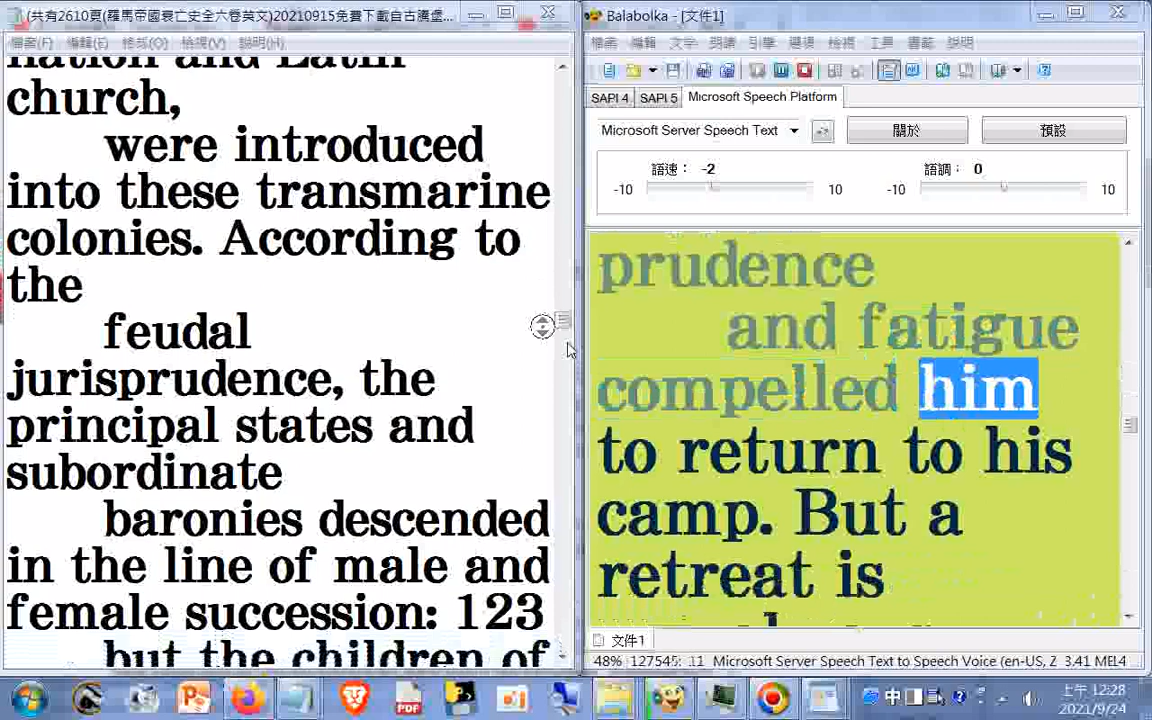 (共有2610頁(羅馬帝國衰亡史全六卷英文)20210915免費下載自古騰堡...
檔案(F) 編輯(E) 格式(O) 檢視(V) 說明(H)
nation and Latin
church,
were introduced
into these transmarine
colonies. According to
the
feudal
jurisprudence, the
principal states and
subordinate
baronies descended
in the line of male and
female succession: 123
but the children of
Balabolka - [文件1]
檔案 編輯 文字 朗讀 引擎 選項 檢視 工具 書籤 說明
SAPI 4 SAPI 5 Microsoft Speech Platform
Microsoft Server Speech Text
關於
預設
語速: -2
語調: 0
-10 10 -10 10
prudence
and fatigue
compelled him
to return to his
camp. But a
retreat is
文件1
48% 127545: 11 Microsoft Server Speech Text to Speech Voice (en-US, Z 3.41 MEL4
PDF
中
上午 12:28
2021/9/24